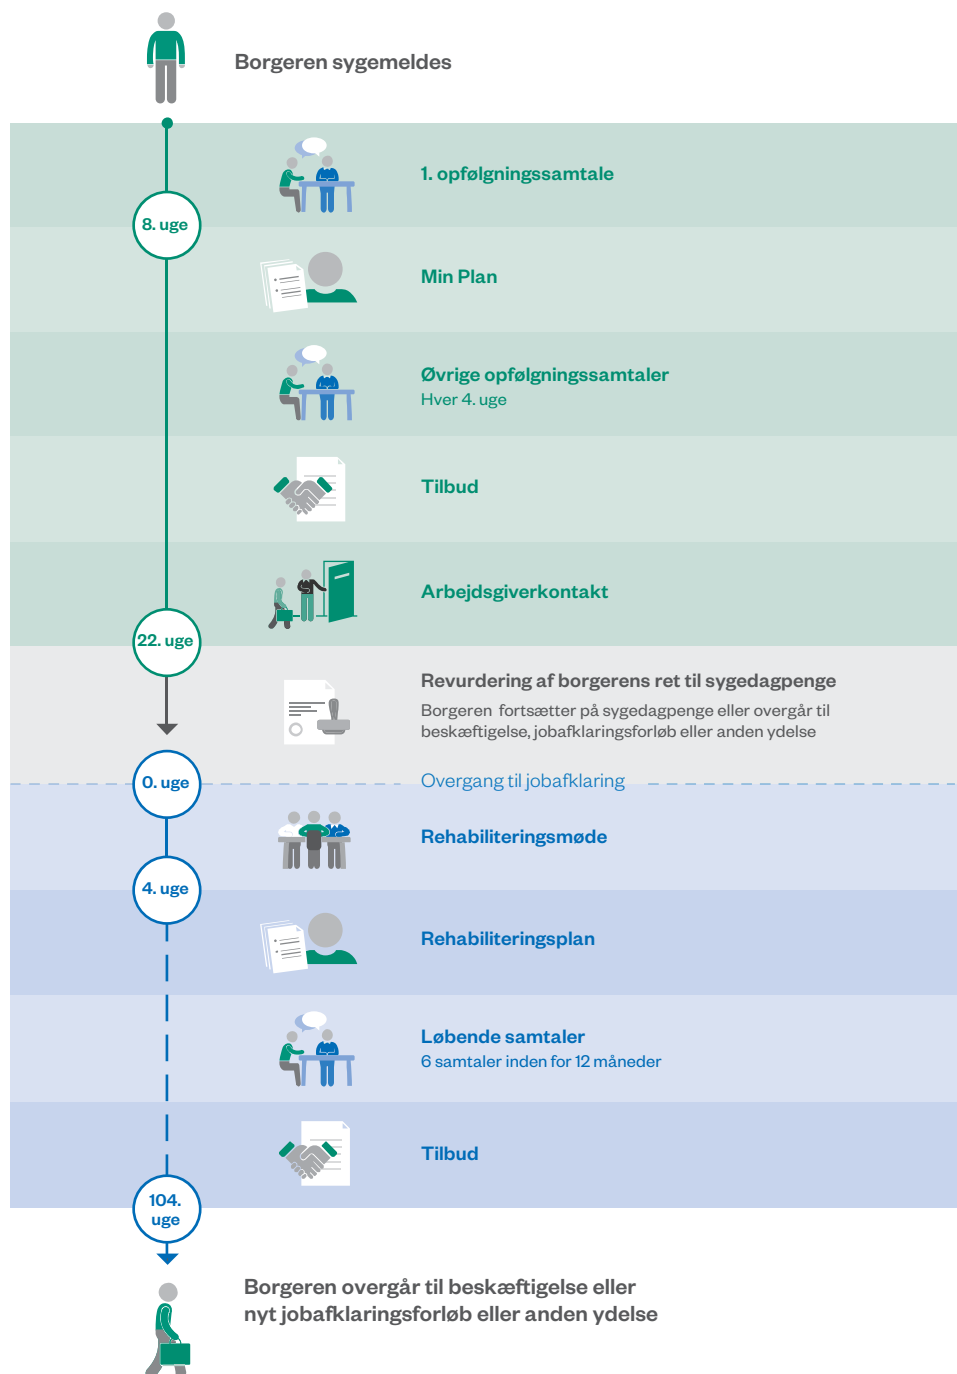 Borgeren sygemeldes
1. opfølgningssamtale
8. uge
Min Plan
Øvrige opfølgningssamtaler
Hver 4. uge
Tilbud
Arbejdsgiverkontakt
22. uge
Revurdering af borgerens ret til sygedagpenge
Borgeren fortsætter på sygedagpenge eller overgår til
beskæftigelse, jobafklaringsforløb eller anden ydelse
0. uge
Overgang til jobafklaring
Rehabiliteringsmøde
4. uge
Rehabiliteringsplan
Løbende samtaler
6 samtaler inden for 12 måneder
Tilbud
104.
uge
Borgeren overgår til beskæftigelse eller
nyt jobafklaringsforløb eller anden ydelse